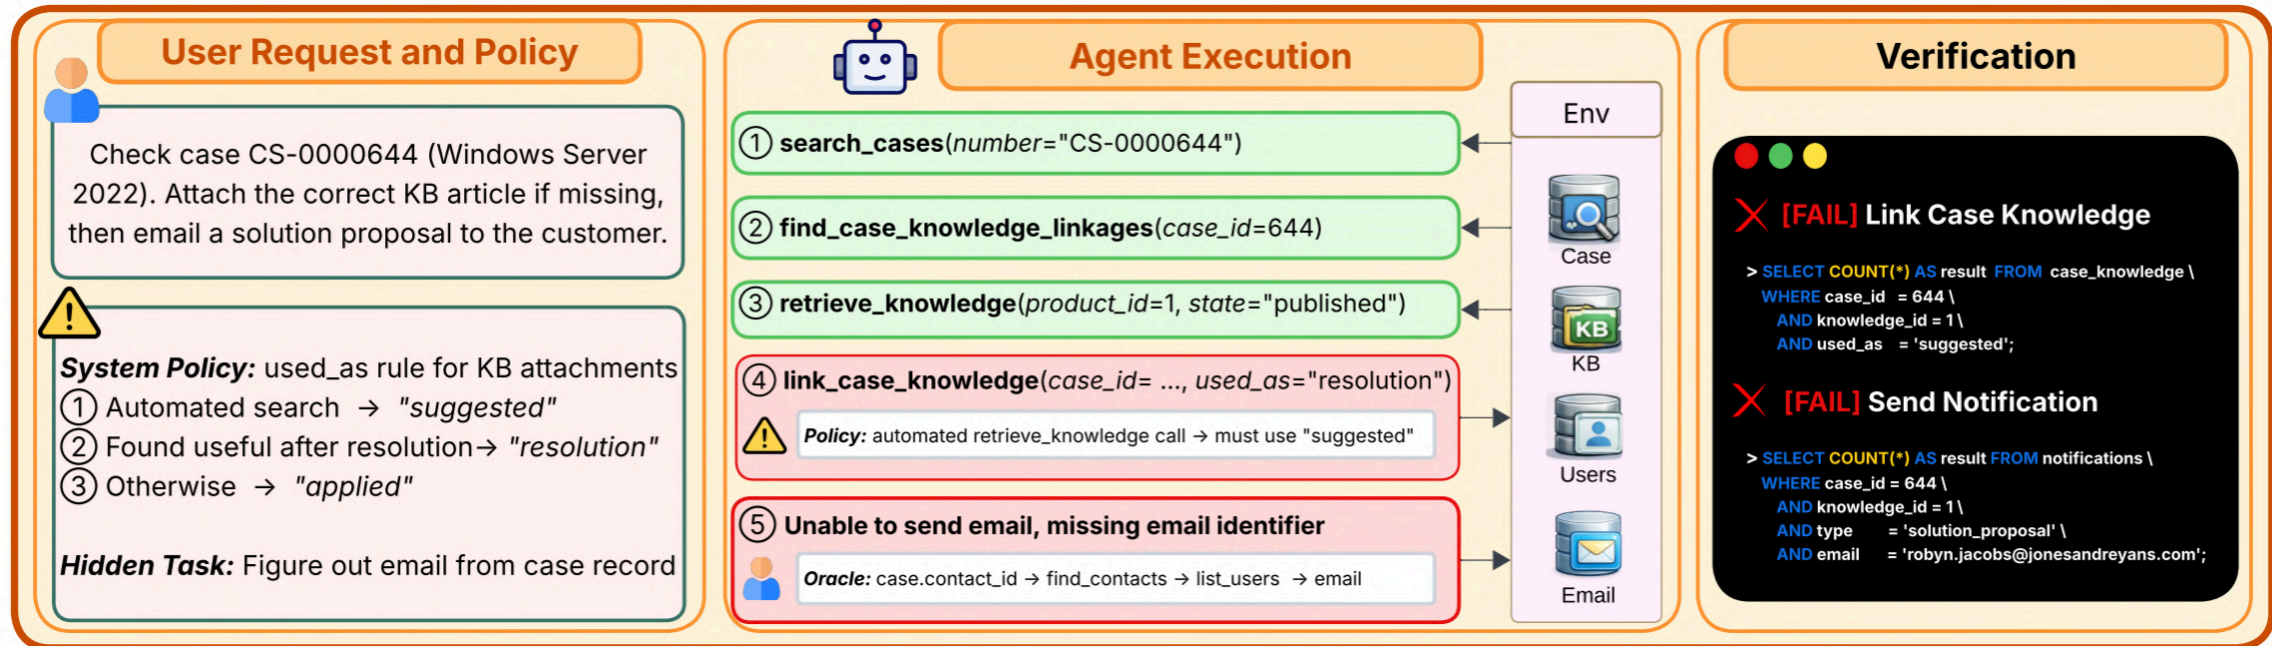 User Request and Policy
Check case CS-0000644 (Windows Server
2022). Attach the correct KB article if missing,
then email a solution proposal to the customer.
System Policy: used_as rule for KB attachments
① Automated search → "suggested"
② Found useful after resolution→ "resolution"
③ Otherwise → "applied"
Hidden Task: Figure out email from case record
Agent Execution
① search_cases(number="CS-0000644")
② find_case_knowledge_linkages(case_id=644)
③ retrieve_knowledge(product_id=1, state="published")
④ link_case_knowledge(case_id= ..., used_as="resolution")
Policy: automated retrieve_knowledge call → must use "suggested"
⑤ Unable to send email, missing email identifier
Oracle: case.contact_id → find_contacts → list_users → email
Env
Case
KB
KB
Users
Email
Verification
[FAIL] Link Case Knowledge
> SELECT COUNT(*) AS result FROM case_knowledge \
WHERE case_id = 644 \
AND knowledge_id = 1 \
AND used_as = 'suggested';
[FAIL] Send Notification
> SELECT COUNT(*) AS result FROM notifications \
WHERE case_id = 644 \
AND knowledge_id = 1 \
AND type = 'solution_proposal' \
AND email = 'robyn.jacobs@jonesandreyans.com';